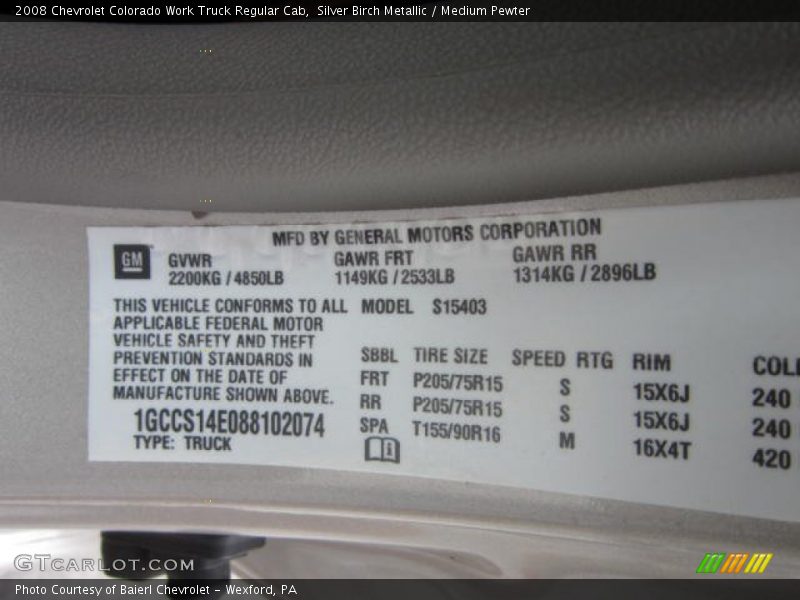 2008 Chevrolet Colorado Work Truck Regular Cab, Silver Birch Metallic / Medium Pewter
MFD BY GENERAL MOTORS CORPORATION
GM GVWR GAWR FRT GAWR RR
2200KG / 4850LB 1149KG / 2533LB 1314KG / 2896LB
THIS VEHICLE CONFORMS TO ALL MODEL S15403
APPLICABLE FEDERAL MOTOR
VEHICLE SAFETY AND THEFT
PREVENTION STANDARDS IN SBBL TIRE SIZE SPEED RTG RIM COLI
EFFECT ON THE DATE OF FRT P205/75R15 S 15X6J 240
MANUFACTURE SHOWN ABOVE. RR P205/75R15 S 15X6J 240
1GCCS14E088102074 SPA T155/90R16 M 16X4T 420
TYPE: TRUCK
GTCARLOT.COM
Photo Courtesy of Baierl Chevrolet - Wexford, PA